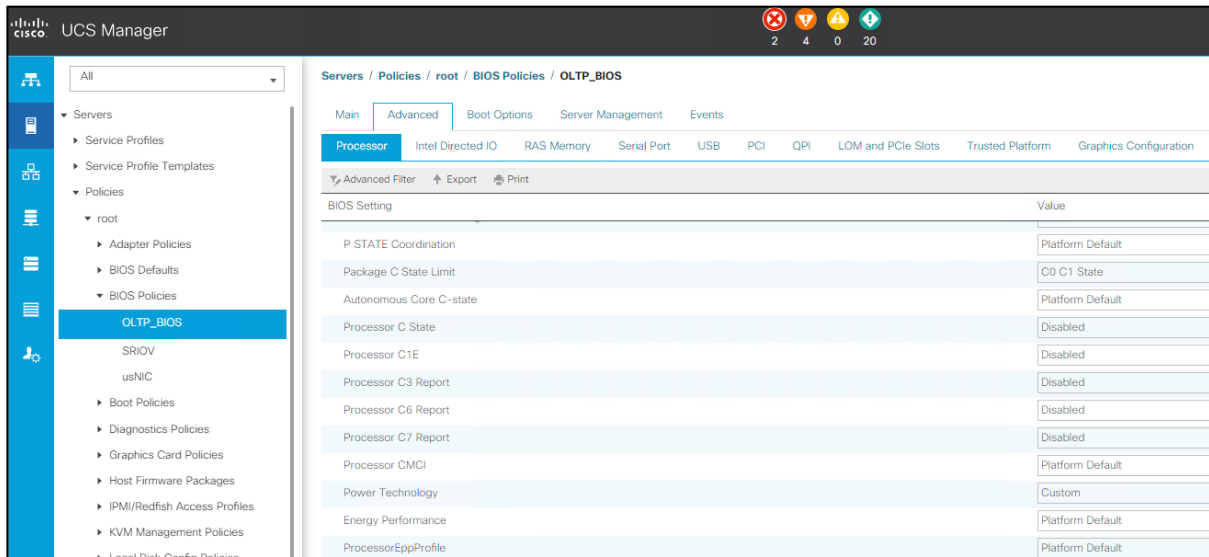 cisco. UCS Manager
2 4 0 20
All
Servers
Service Profiles
Service Profile Templates
Policies
root
Adapter Policies
BIOS Defaults
BIOS Policies
OLTP_BIOS
SRIOV
usNIC
Boot Policies
Diagnostics Policies
Graphics Card Policies
Host Firmware Packages
IPMI/Redfish Access Profiles
KVM Management Policies
Local Disk Config Policies
Servers / Policies / root / BIOS Policies / OLTP_BIOS
Main Advanced Boot Options Server Management Events
Processor Intel Directed IO RAS Memory Serial Port USB PCI QPI LOM and PCIe Slots Trusted Platform Graphics Configuration
Advanced Filter Export Print
BIOS Setting Value
P STATE Coordination Platform Default
Package C State Limit C0 C1 State
Autonomous Core C-state Platform Default
Processor C State Disabled
Processor C1E Disabled
Processor C3 Report Disabled
Processor C6 Report Disabled
Processor C7 Report Disabled
Processor CMCI Platform Default
Power Technology Custom
Energy Performance Platform Default
ProcessorEppProfile Platform Default